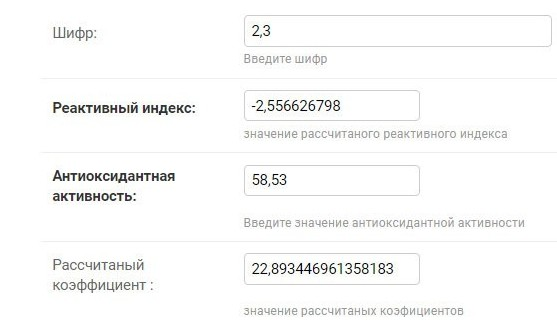 Шифр:
2,3
Введите шифр
Реактивный индекс:
-2,556626798
значение рассчитаного реактивного индекса
Антиоксидантная
активность:
58,53
Введите значение антиоксидантной активности
Рассчитаный
коэффициент :
22,893446961358183
значение рассчитаных коэфициентов